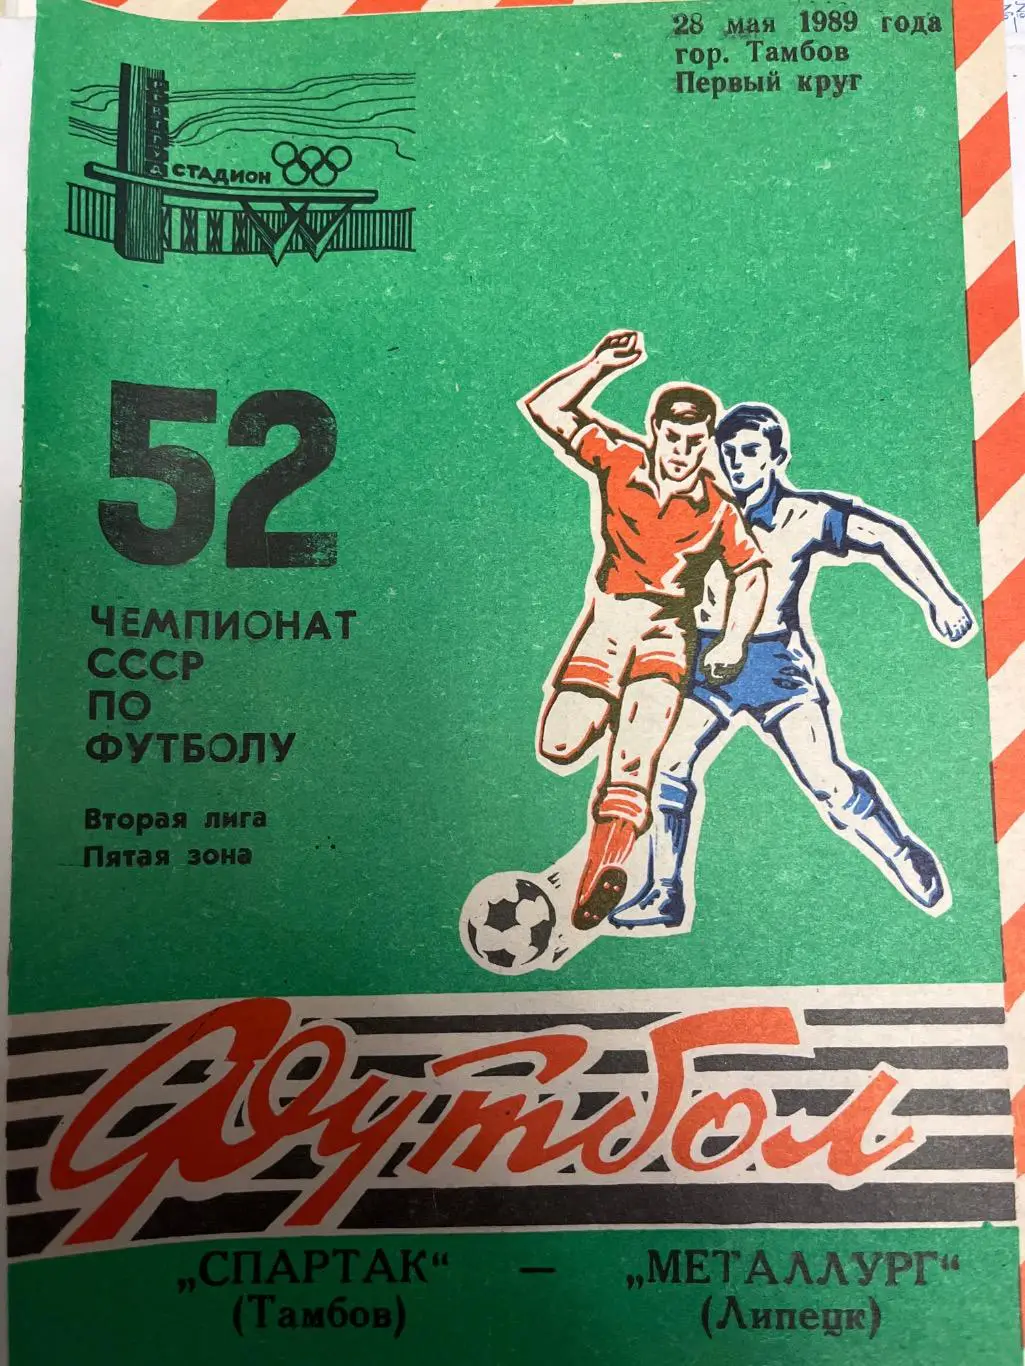 28 мая 1989 года
гор. Тамбов
Первый круг
СТАДИОН
52
ЧЕМПИОНАТ
СССР
ПО
ФУТБОЛУ
Вторая лига
Пятая зона
Футбол
„СПАРТАК“ — „МЕТАЛЛУРГ“
(Тамбов) (Липецк)